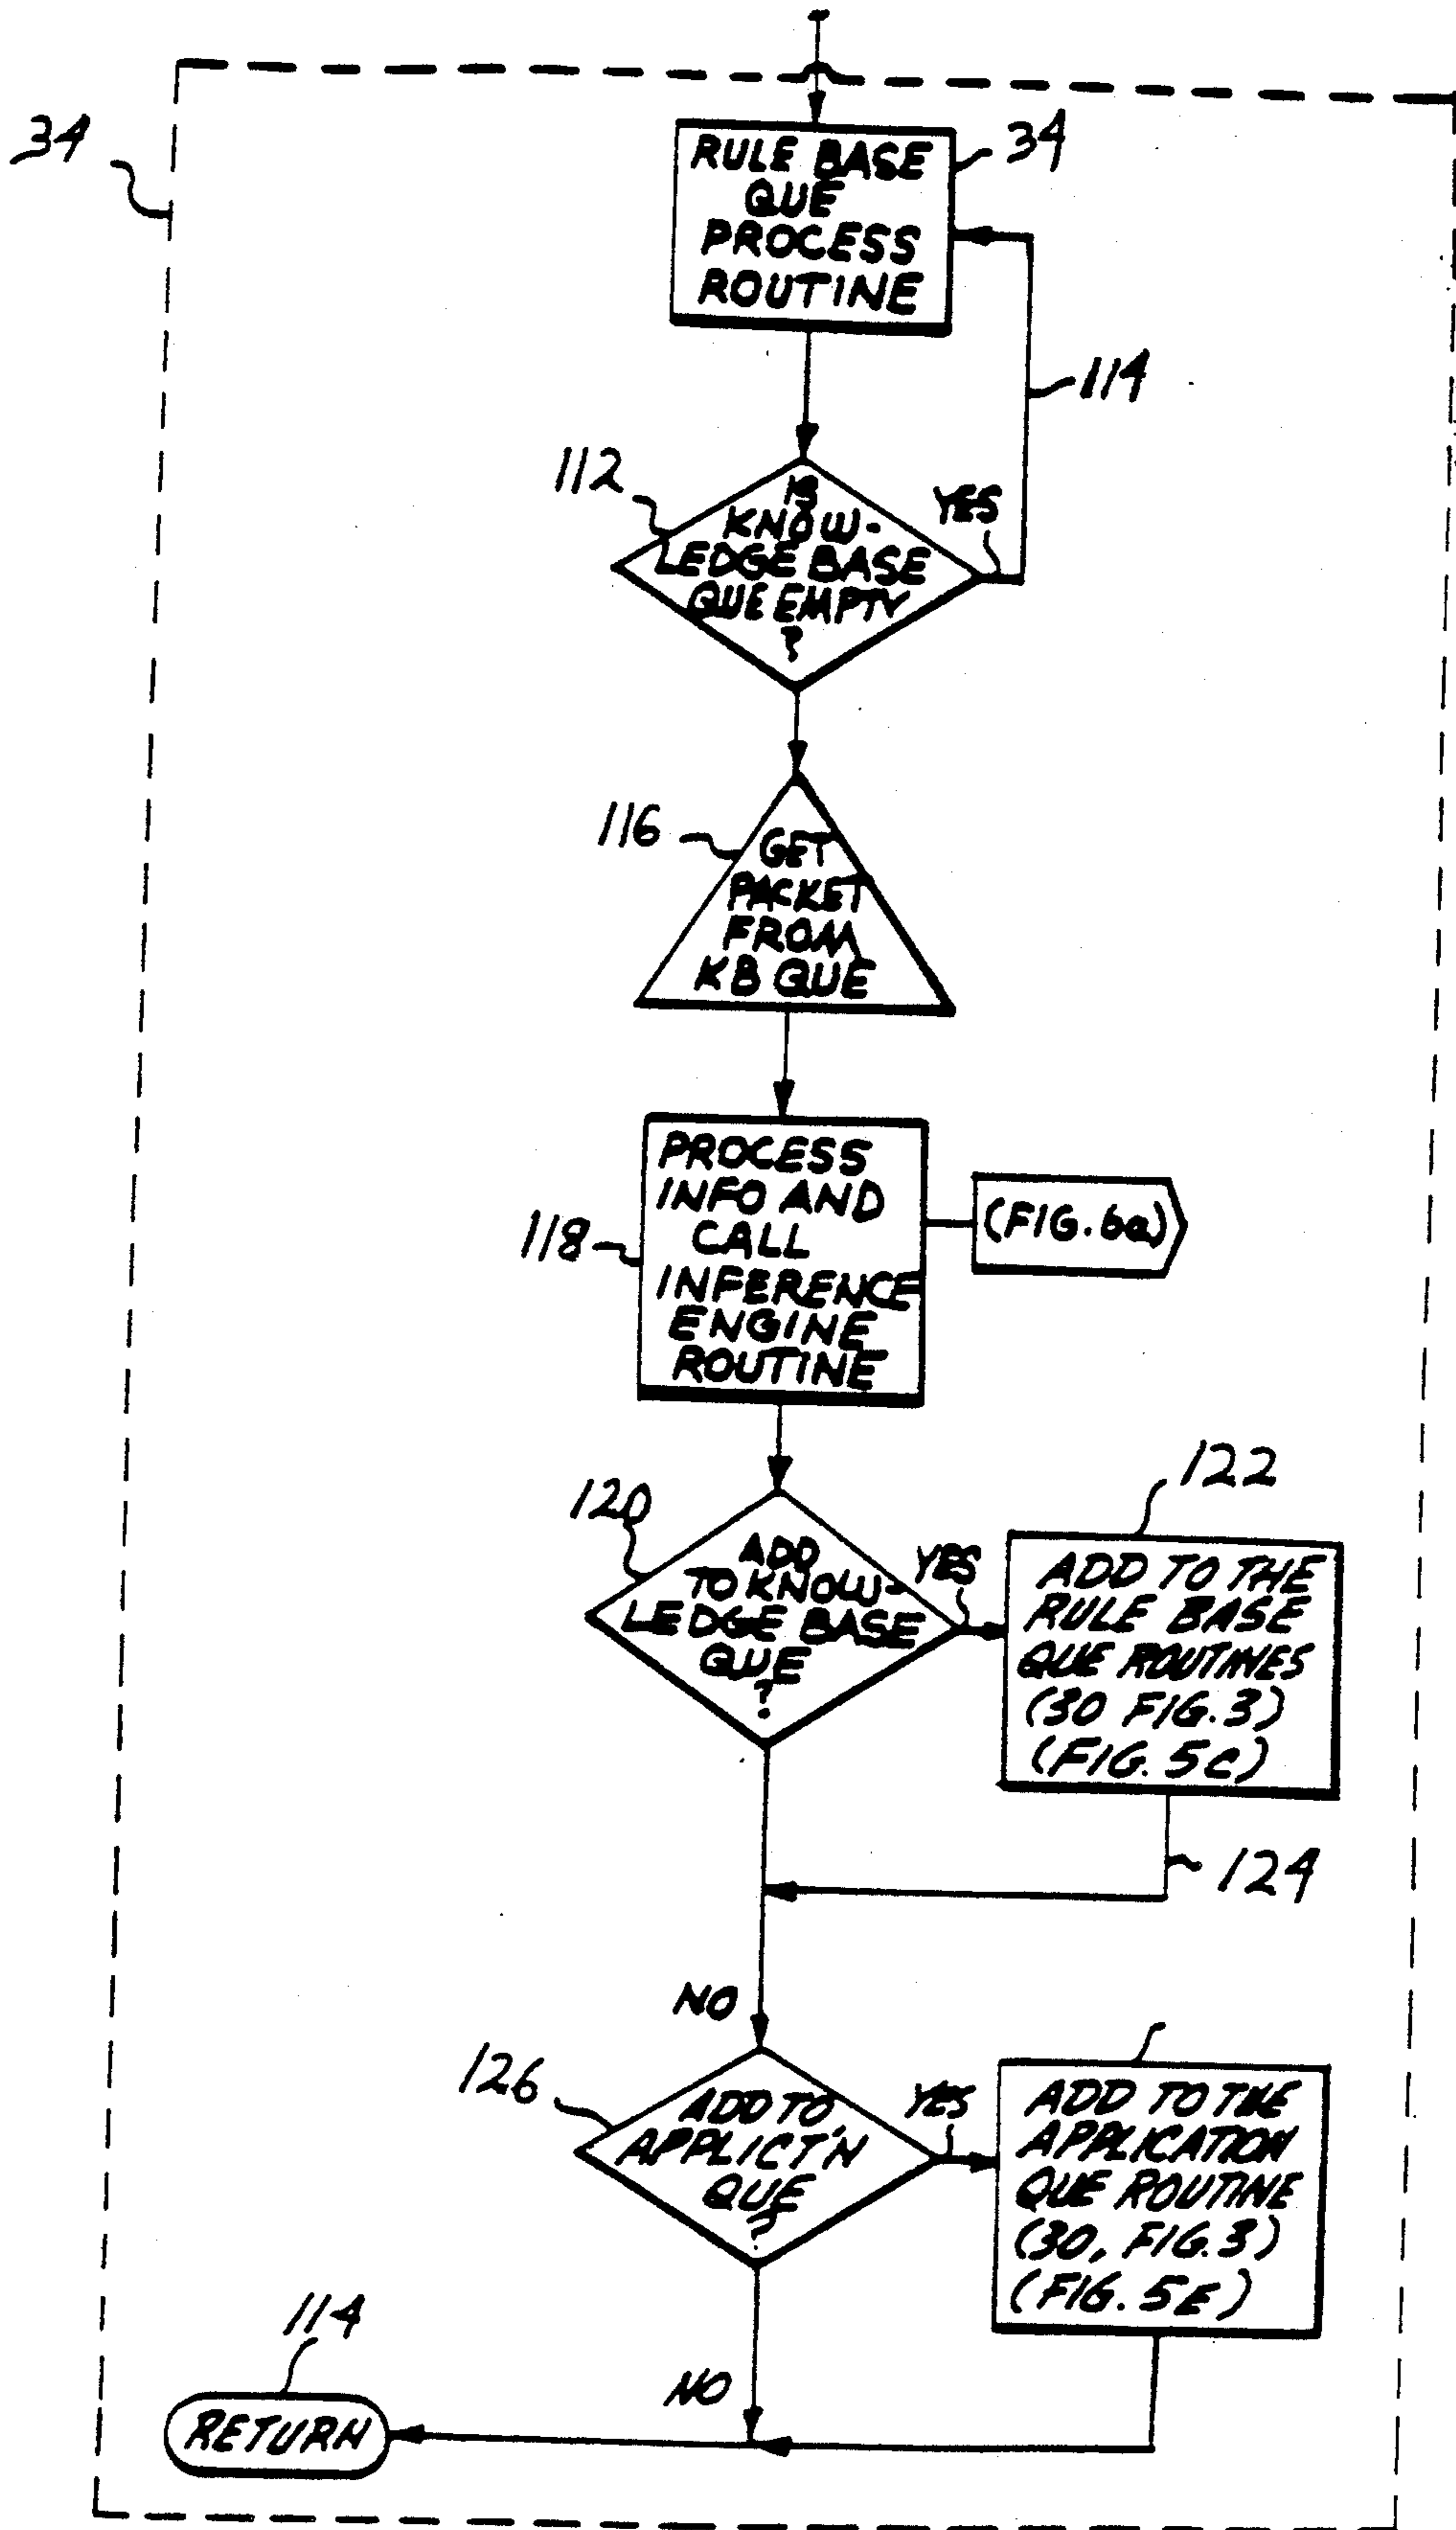 34
RULE BASE
QUE
PROCESS
ROUTINE
34
114
112
IS
KNOW-
LEDGE BASE
QUE EMPTY
?
YES
116
GET
PACKET
FROM
KB QUE
118
PROCESS
INFO AND
CALL
INFERENCE
ENGINE
ROUTINE
(FIG. 6a)
120
ADD
TO KNOW-
LEDGE BASE
QUE
?
YES
122
ADD TO THE
RULE BASE
QUE ROUTINES
(30 FIG. 3)
(FIG. 5C)
124
NO
126
ADD TO
APPLICT'N
QUE
?
YES
ADD TO THE
APPLICATION
QUE ROUTINE
(30, FIG. 3)
(FIG. 5E)
NO
114
RETURN